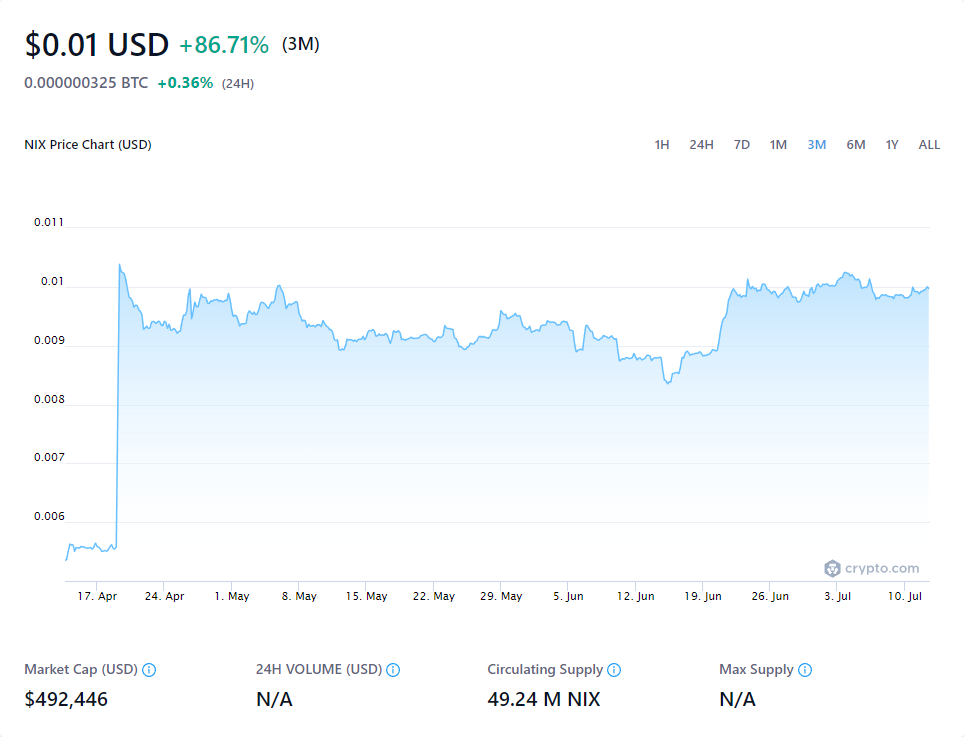 $0.01 USD +86.71% (3M)
0.000000325 BTC +0.36% (24H)
NIX Price Chart (USD) 1H 24H 7D 1M 3M 6M 1Y ALL
0.011
0.01
0.009
0.008
0.007
0.006
crypto.com
17. Apr 24. Apr 1. May 8. May 15. May 22. May 29. May 5. Jun 12. Jun 19. Jun 26. Jun 3. Jul 10. Jul
Market Cap (USD) 24H VOLUME (USD) Circulating Supply Max Supply
$492,446 N/A 49.24 M NIX N/A